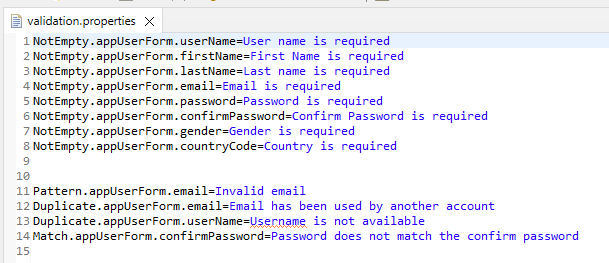 validation.properties
1 NotEmpty.appUserForm.userName=User name is required
2 NotEmpty.appUserForm.firstName=First Name is required
3 NotEmpty.appUserForm.lastName=Last name is required
4 NotEmpty.appUserForm.email=Email is required
5 NotEmpty.appUserForm.password=Password is required
6 NotEmpty.appUserForm.confirmPassword=Confirm Password is required
7 NotEmpty.appUserForm.gender=Gender is required
8 NotEmpty.appUserForm.countryCode=Country is required
9
10
11 Pattern.appUserForm.email=Invalid email
12 Duplicate.appUserForm.email=Email has been used by another account
13 Duplicate.appUserForm.userName=Username is not available
14 Match.appUserForm.confirmPassword=Password does not match the confirm password
15